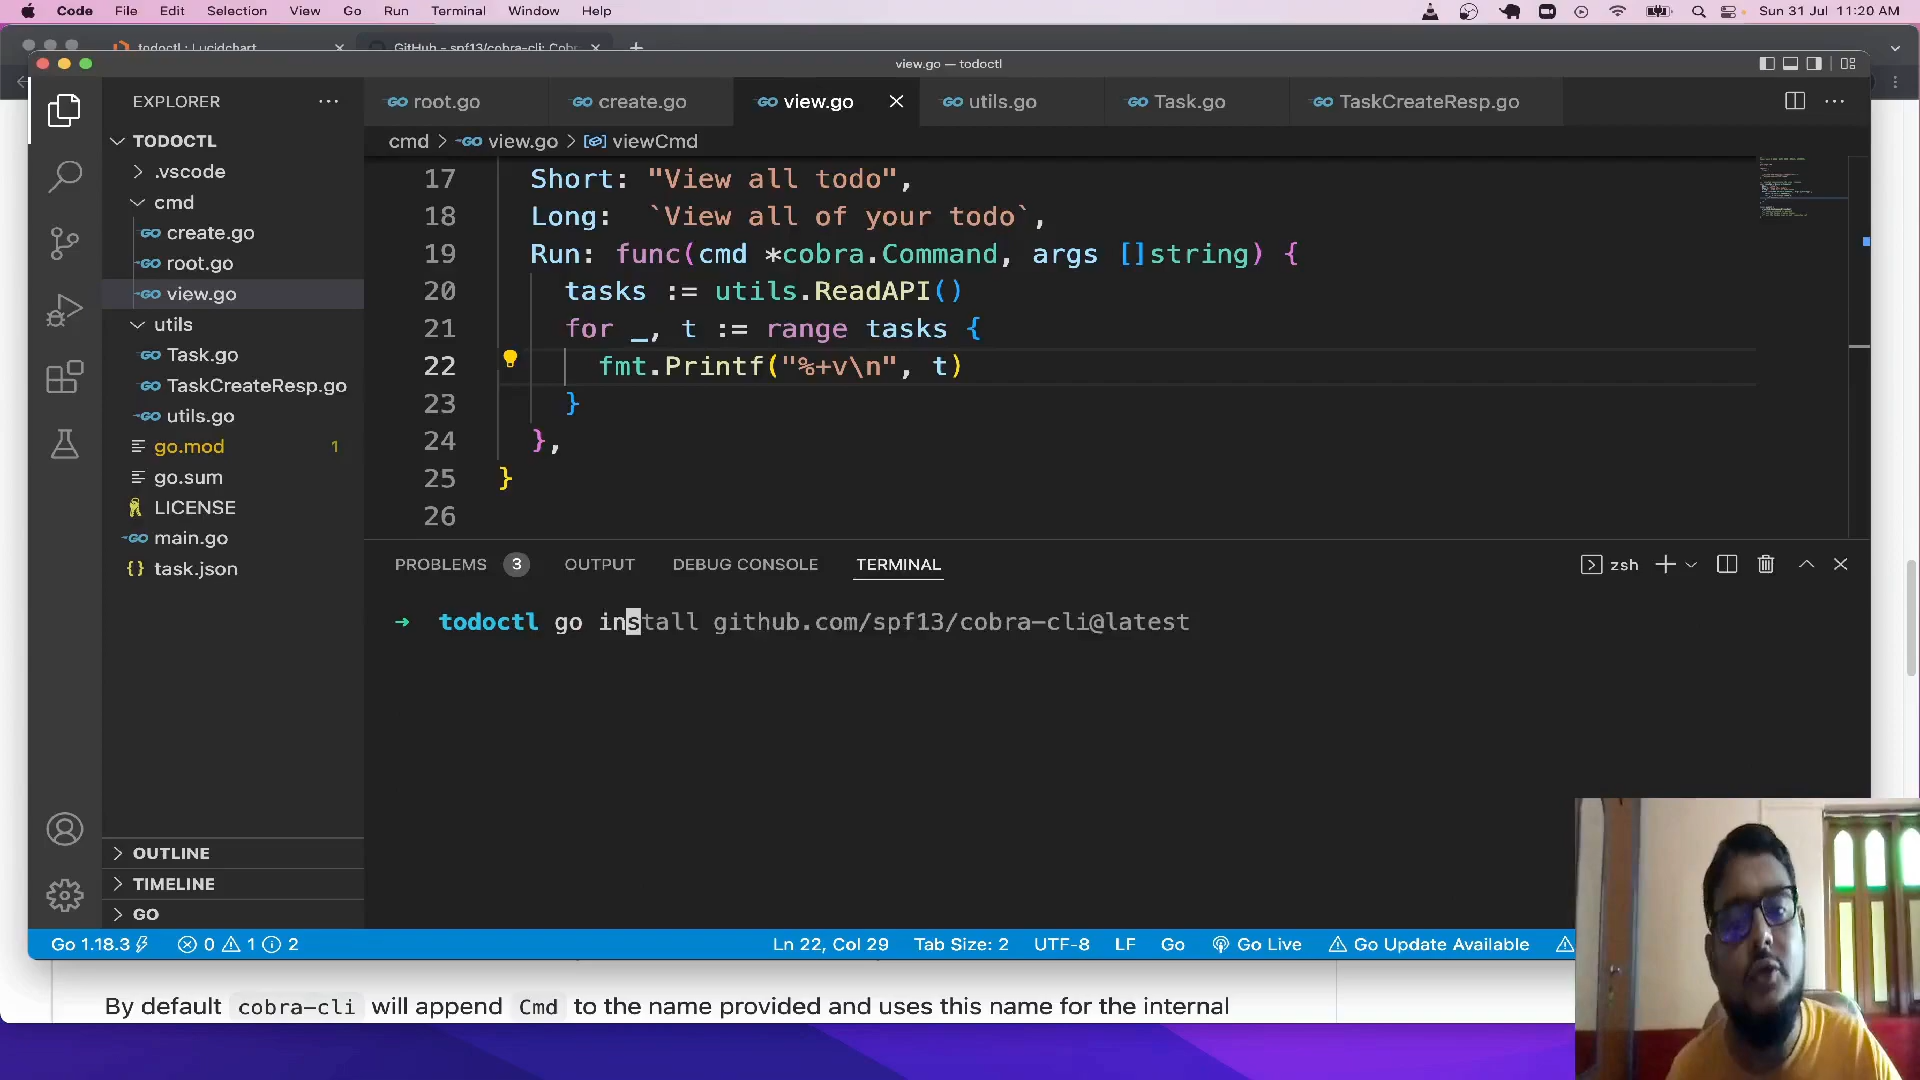 Code File Edit Selection View Go Run Terminal Window Help Sun 31 Jul 11:20 AM
todoctl : Lucidchart GitHub - spf13/cobra-cli: Cobr
view.go — todoctl
EXPLORER
root.go create.go view.go utils.go Task.go TaskCreateResp.go
cmd > view.go > viewCmd
TODOCTL
.vscode
cmd
create.go
root.go
view.go
utils
Task.go
TaskCreateResp.go
utils.go
go.mod 1
go.sum
LICENSE
main.go
task.json
OUTLINE
TIMELINE
GO
17 Short: "View all todo",
18 Long: `View all of your todo`,
19 Run: func(cmd *cobra.Command, args []string) {
20 tasks := utils.ReadAPI()
21 for _, t := range tasks {
22 fmt.Printf("%+v\n", t)
23 }
24 },
25 }
26
PROBLEMS 3 OUTPUT DEBUG CONSOLE TERMINAL zsh
➜ todoctl go install github.com/spf13/cobra-cli@latest
Go 1.18.3 0 1 2 Ln 22, Col 29 Tab Size: 2 UTF-8 LF Go Go Live Go Update Available
By default cobra-cli will append Cmd to the name provided and uses this name for the internal